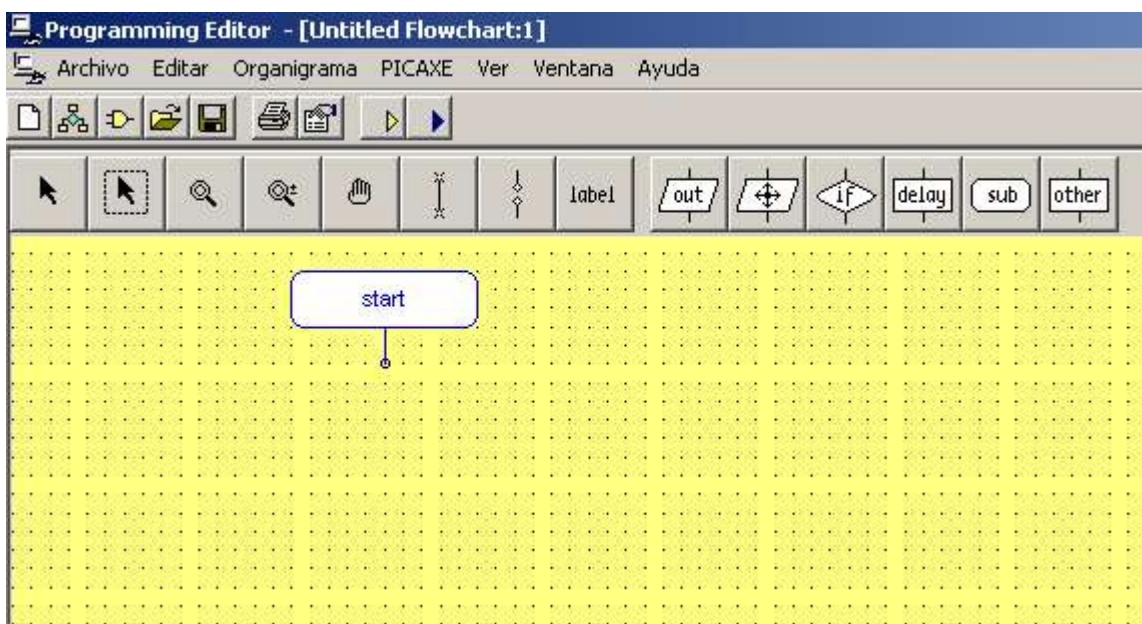 Programming Editor - [Untitled Flowchart:1]
Archivo Editar Organigrama PICAXE Ver Ventana Ayuda
label out if delay sub other
start